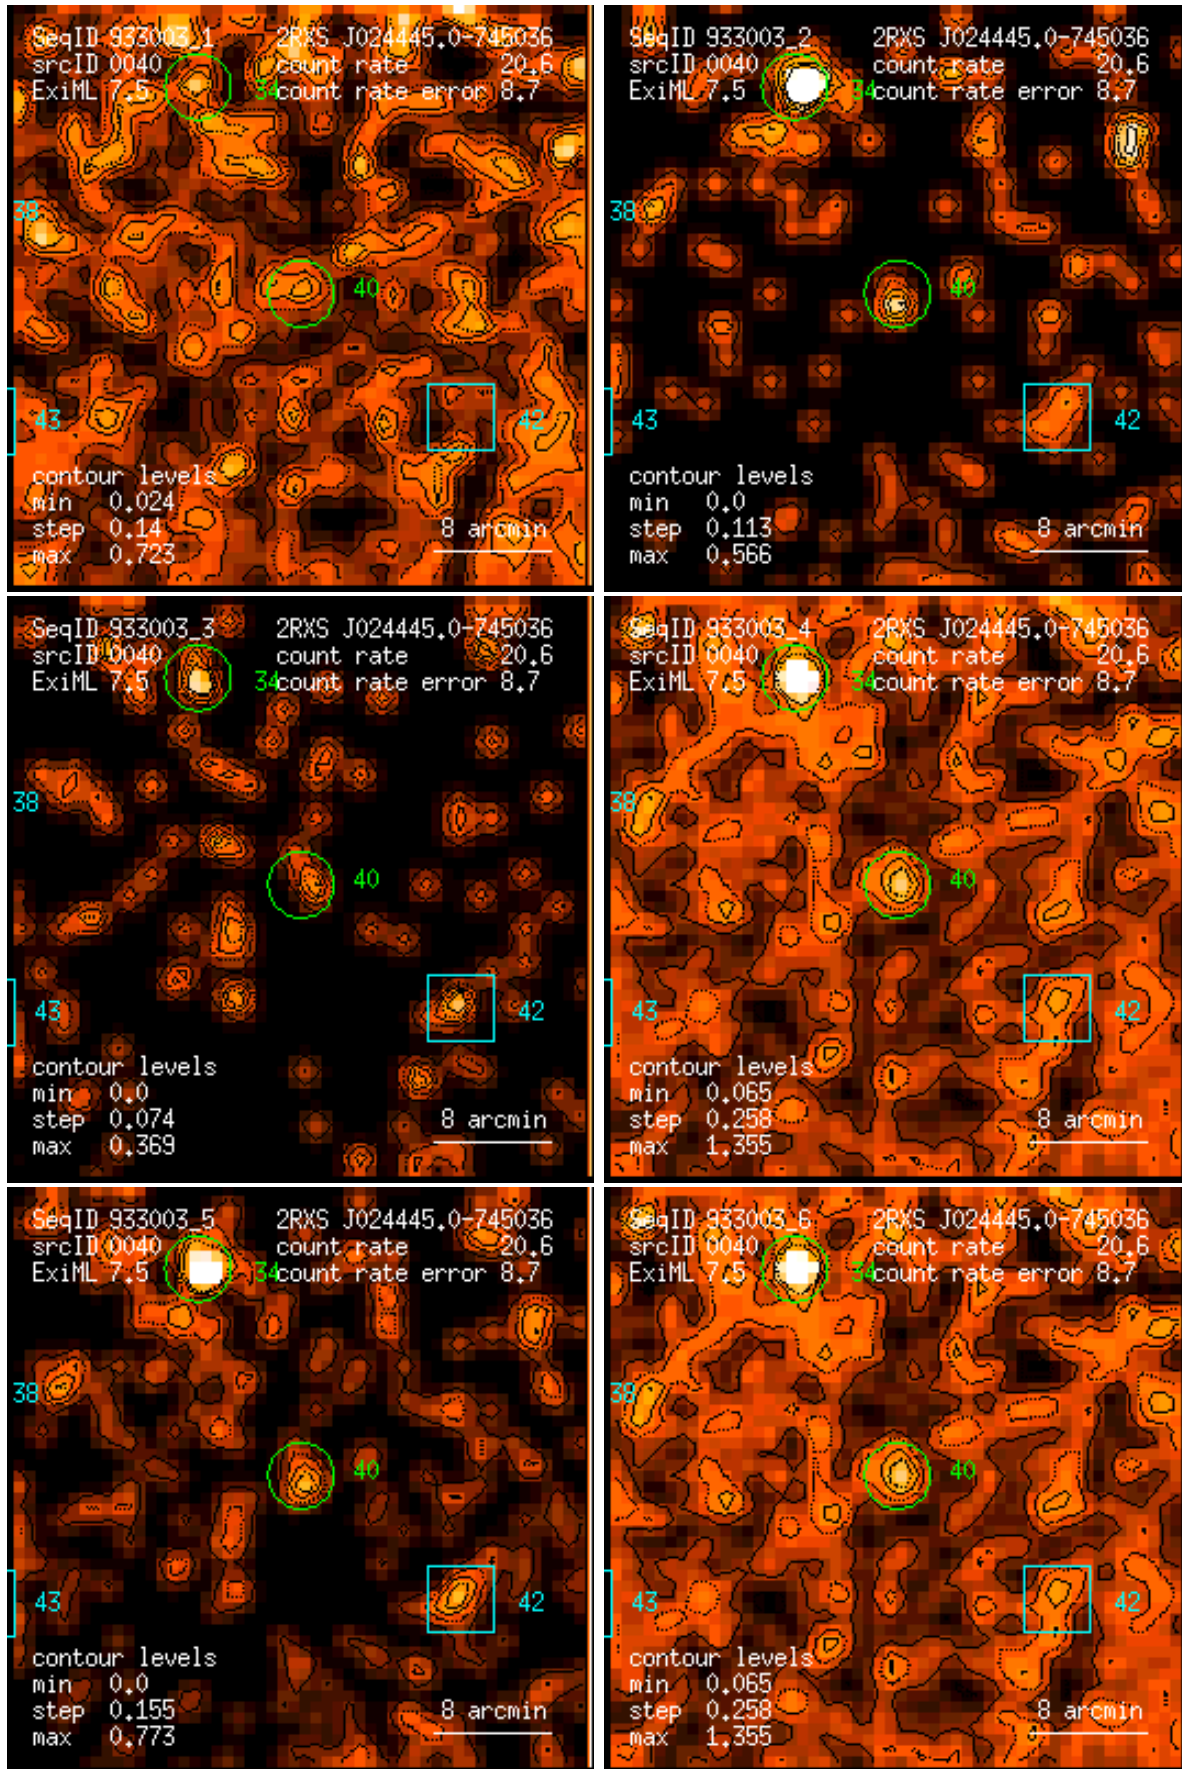 SeqID 933003_1 2RXS J024445.0-745036
srcID 0040 count rate 20.6
ExiML 7.5 34 count rate error 8.7
38
40
43 42
contour levels
min 0.024
step 0.14 8 arcmin
max 0.723
SeqID 933003_2 2RXS J024445.0-745036
srcID 0040 count rate 20.6
ExiML 7.5 34 count rate error 8.7
38
40
43 42
contour levels
min 0.0
step 0.113 8 arcmin
max 0.566
SeqID 933003_3 2RXS J024445.0-745036
srcID 0040 count rate 20.6
ExiML 7.5 34 count rate error 8.7
38
40
43 42
contour levels
min 0.0
step 0.074 8 arcmin
max 0.369
SeqID 933003_4 2RXS J024445.0-745036
srcID 0040 count rate 20.6
ExiML 7.5 34 count rate error 8.7
38
40
43 42
contour levels
min 0.065
step 0.258 8 arcmin
max 1.355
SeqID 933003_5 2RXS J024445.0-745036
srcID 0040 count rate 20.6
ExiML 7.5 34 count rate error 8.7
38
40
43 42
contour levels
min 0.0
step 0.155 8 arcmin
max 0.773
SeqID 933003_6 2RXS J024445.0-745036
srcID 0040 count rate 20.6
ExiML 7.5 34 count rate error 8.7
38
40
43 42
contour levels
min 0.065
step 0.258 8 arcmin
max 1.355